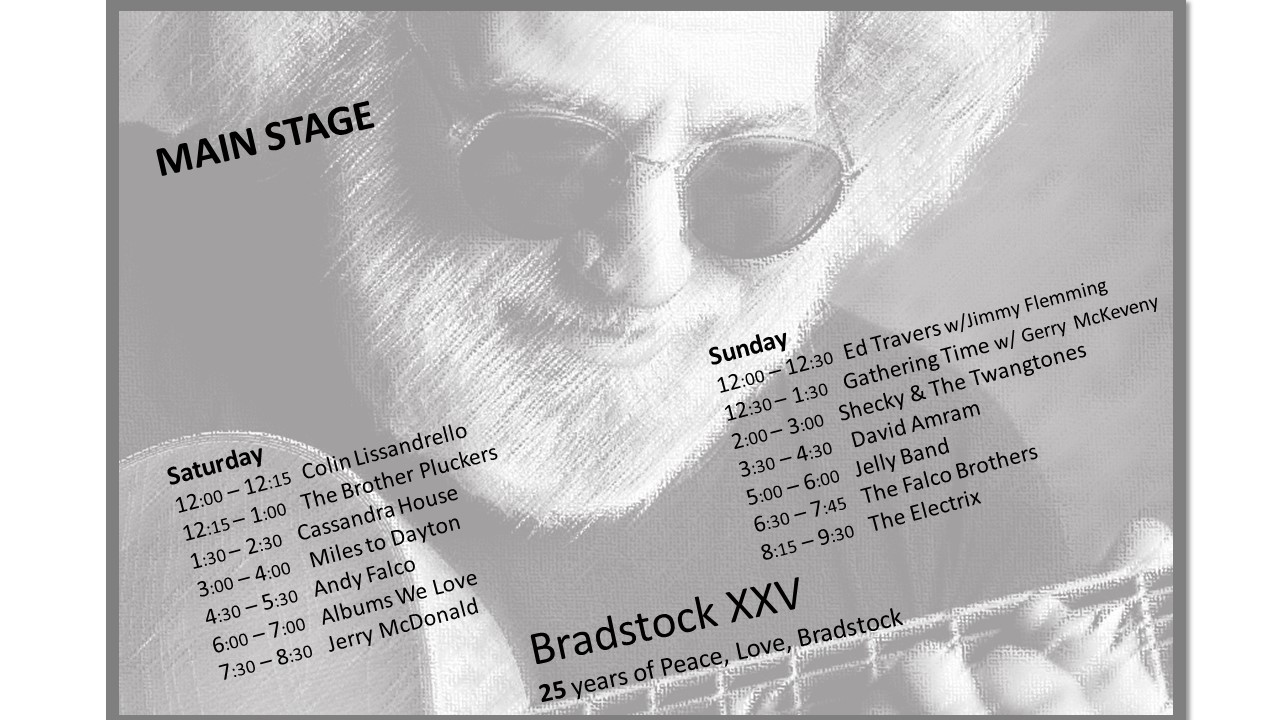 MAIN STAGE
Saturday
12:00 – 12:15 Colin Lissandrello
12:15 – 1:00 The Brother Pluckers
1:30 – 2:30 Cassandra House
3:00 – 4:00 Miles to Dayton
4:30 – 5:30 Andy Falco
6:00 – 7:00 Albums We Love
7:30 – 8:30 Jerry McDonald
Sunday
12:00 – 12:30 Ed Travers w/Jimmy Flemming
12:30 – 1:30 Gathering Time w/ Gerry McKeveny
2:00 – 3:00 Shecky & The Twangtones
3:30 – 4:30 David Amram
5:00 – 6:00 Jelly Band
6:30 – 7:45 The Falco Brothers
8:15 – 9:30 The Electrix
Bradstock XXV
25 years of Peace, Love, Bradstock